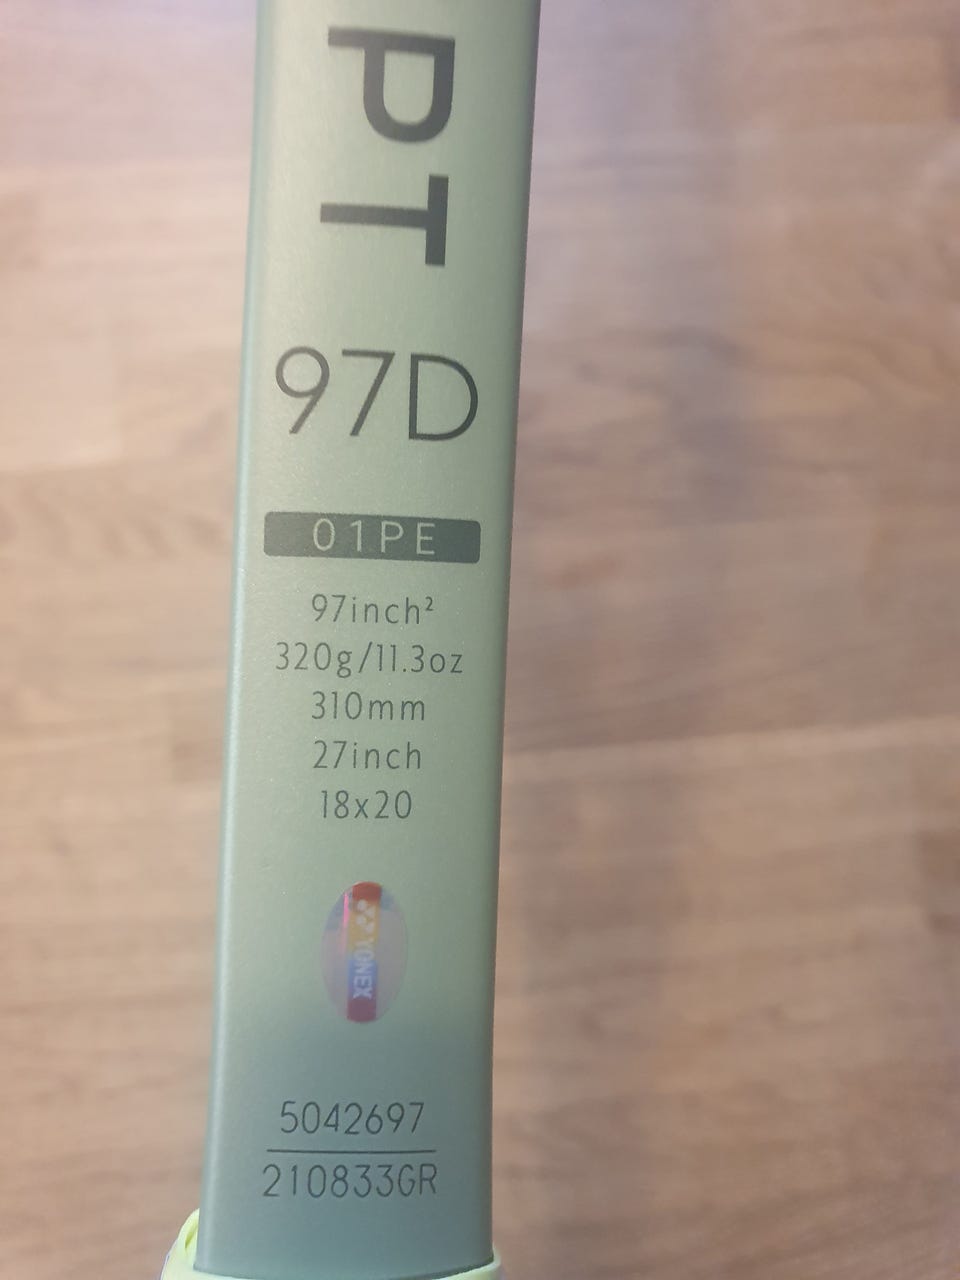 PT
97D
01PE
97inch²
320g/11.3oz
310mm
27inch
18x20
YONEX
5042697
210833GR